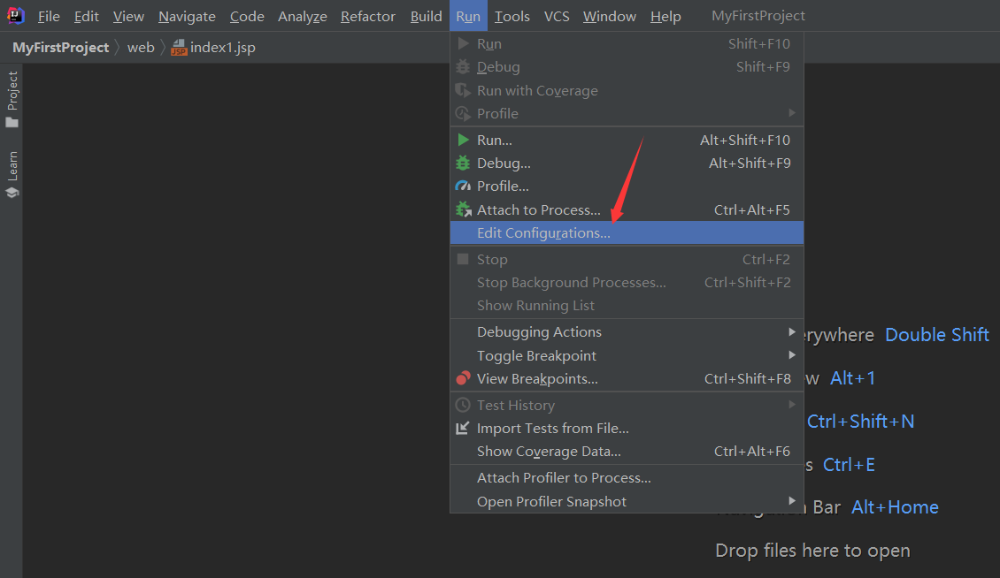 File Edit View Navigate Code Analyze Refactor Build Run Tools VCS Window Help MyFirstProject
MyFirstProject web index1.jsp
Project
Learn
Run Shift+F10
Debug Shift+F9
Run with Coverage
Profile
Run... Alt+Shift+F10
Debug... Alt+Shift+F9
Profile...
Attach to Process... Ctrl+Alt+F5
Edit Configurations...
Stop Ctrl+F2
Stop Background Processes... Ctrl+Shift+F2
Show Running List
Debugging Actions
Toggle Breakpoint
View Breakpoints... Ctrl+Shift+F8
Test History
Import Tests from File...
Show Coverage Data... Ctrl+Alt+F6
Attach Profiler to Process...
Open Profiler Snapshot
erywhere Double Shift
w Alt+1
Ctrl+Shift+N
s Ctrl+E
Bar Alt+Home
Drop files here to open